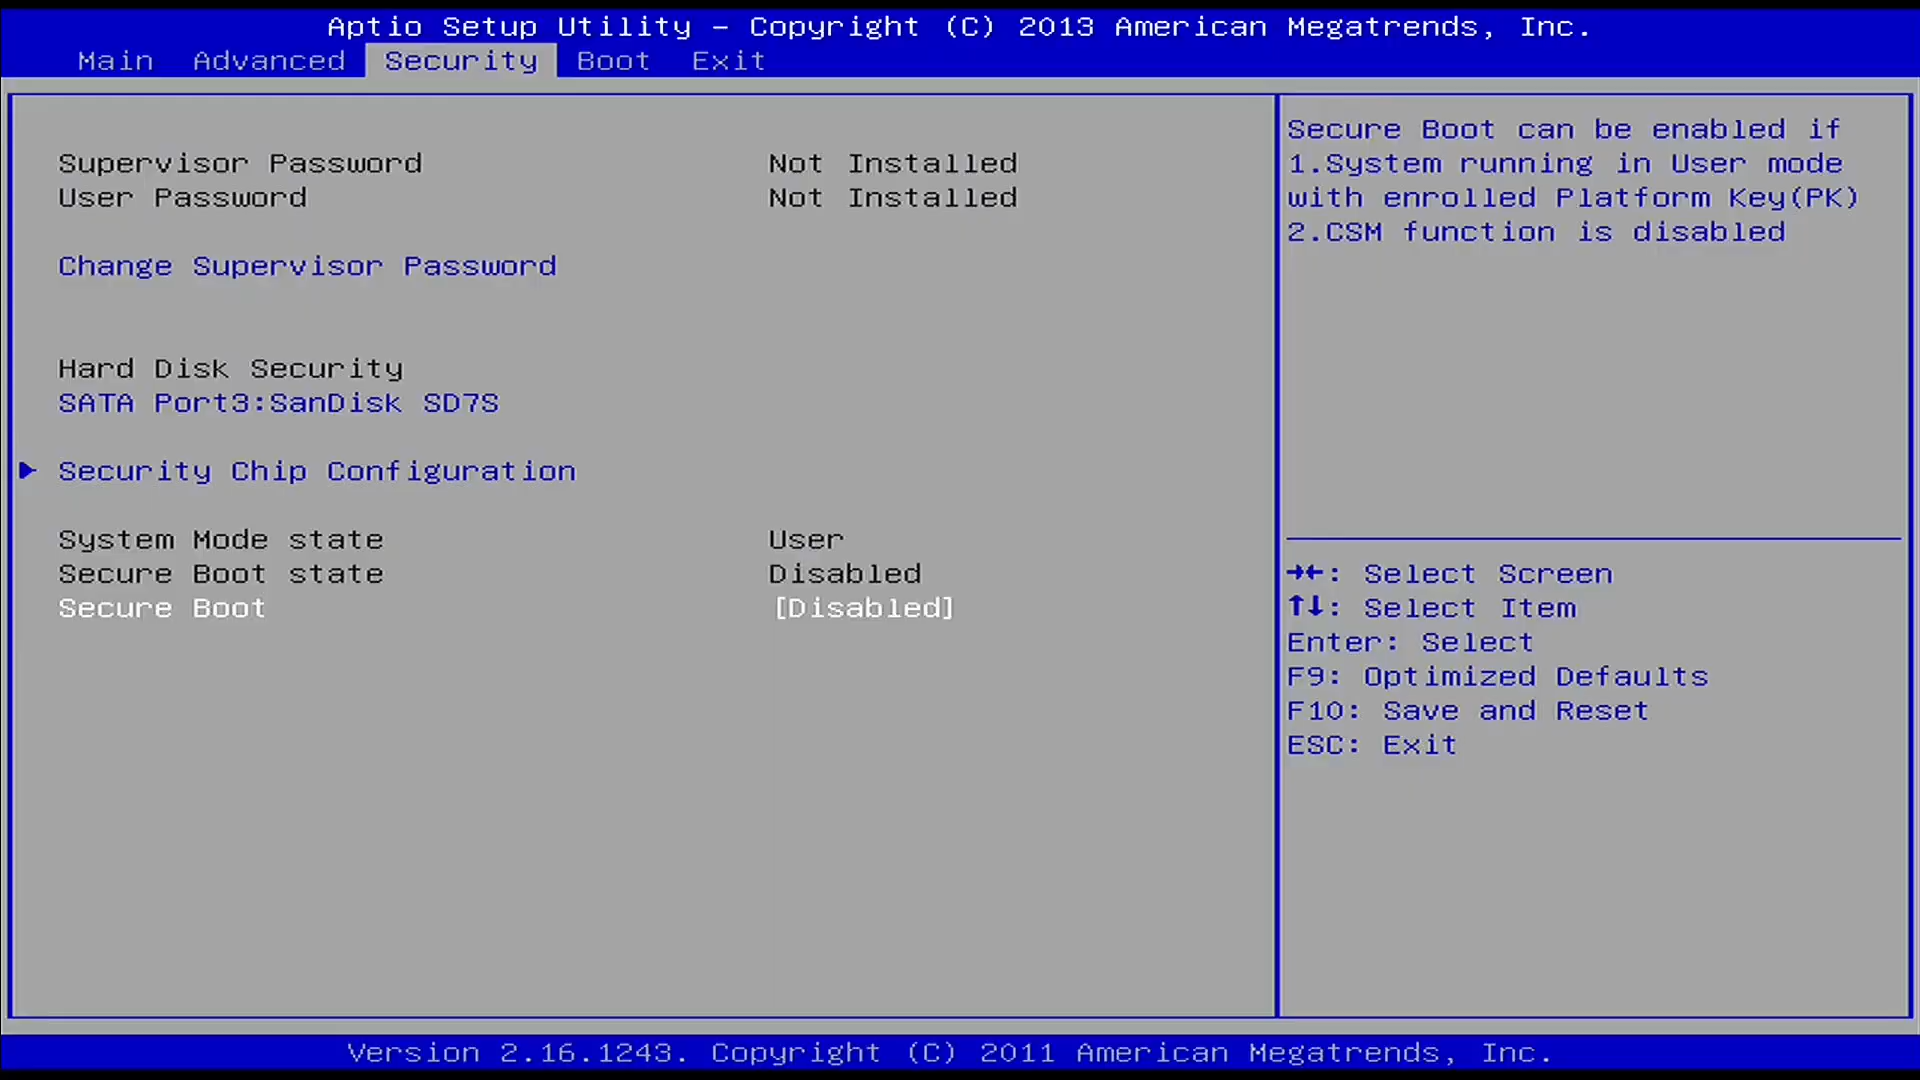 Aptio Setup Utility – Copyright (C) 2013 American Megatrends, Inc.
Main Advanced Security Boot Exit
Supervisor Password Not Installed
User Password Not Installed
Change Supervisor Password
Hard Disk Security
SATA Port3:SanDisk SD7S
▶ Security Chip Configuration
System Mode state User
Secure Boot state Disabled
Secure Boot [Disabled]
Secure Boot can be enabled if
1.System running in User mode
with enrolled Platform Key(PK)
2.CSM function is disabled
→←: Select Screen
↑↓: Select Item
Enter: Select
F9: Optimized Defaults
F10: Save and Reset
ESC: Exit
Version 2.16.1243. Copyright (C) 2011 American Megatrends, Inc.